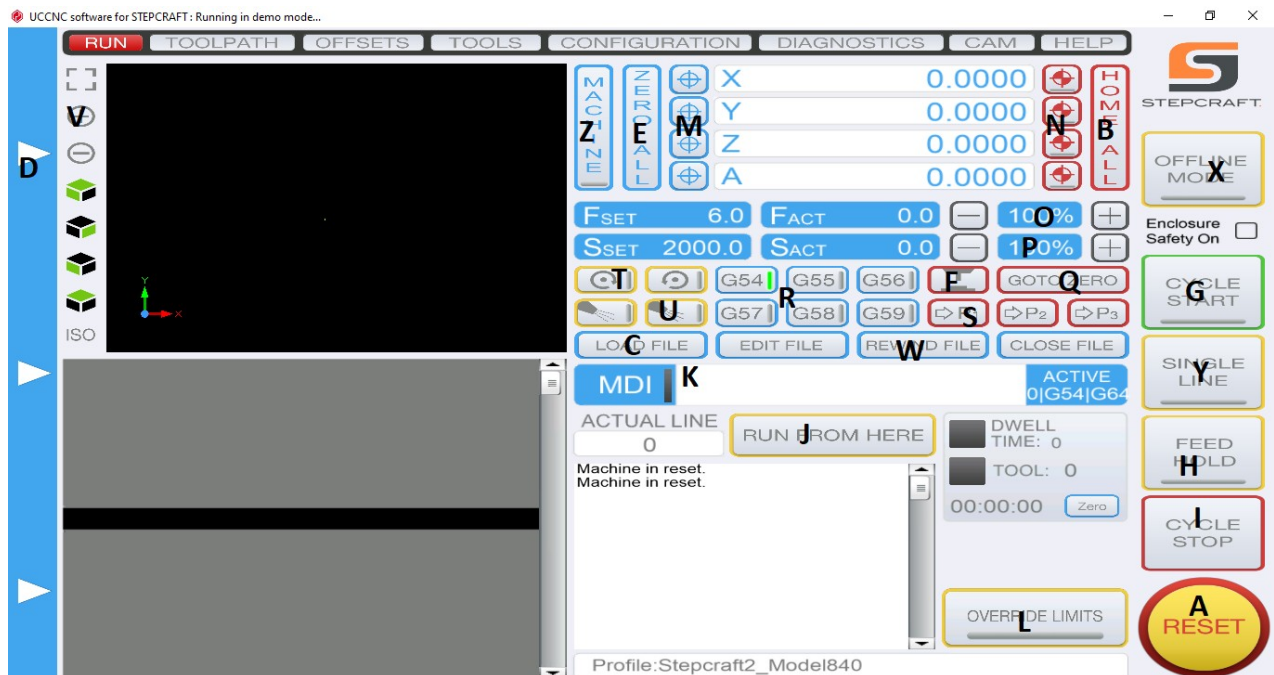 UCCNC software for STEPCRAFT : Running in demo mode...
RUN TOOLPATH OFFSETS TOOLS CONFIGURATION DIAGNOSTICS CAM HELP
V
D
Y
X
ISO
MACHINE
Z
ZERO ALL
E
M
X 0.0000
Y 0.0000
Z 0.0000
A 0.0000
N
HOME ALL
B
FSET 6.0 FACT 0.0 100%
O
SSET 2000.0 SACT 0.0 100%
P
T G54 G55 G56 F GOTO ZERO
Q
R
U G57 G58 G59 P1 P2 P3
S
LOAD FILE EDIT FILE REWIND FILE CLOSE FILE
C W
MDI K ACTIVE
0|G54|G64
ACTUAL LINE
0
RUN FROM HERE
J
DWELL
TIME: 0
TOOL: 0
00:00:00 Zero
Machine in reset.
Machine in reset.
OVERRIDE LIMITS
L
Profile:Stepcraft2_Model840
S
STEPCRAFT
OFFLINE
MODE
X
Enclosure
Safety On
CYCLE
START
G
SINGLE
LINE
Y
FEED
HOLD
H
CYCLE
STOP
I
A
RESET